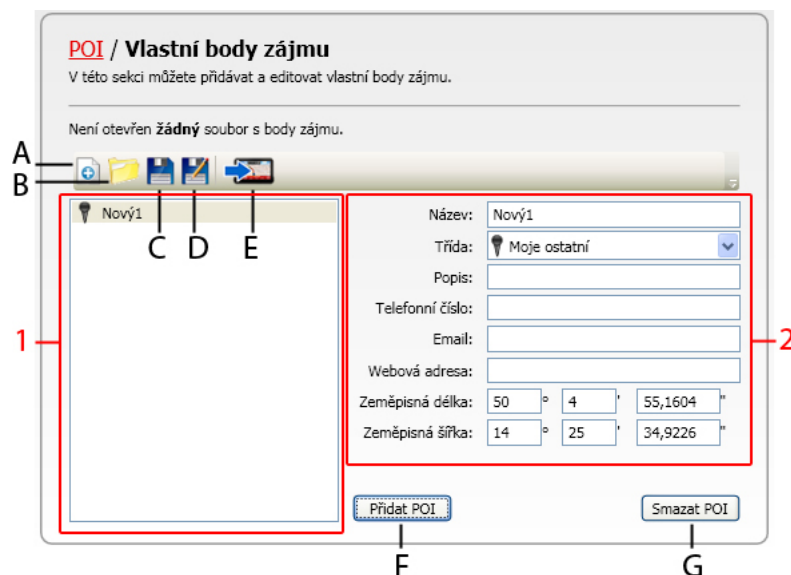 POI / Vlastní body zájmu
V této sekci můžete přidávat a editovat vlastní body zájmu.
Není otevřen žádný soubor s body zájmu.
A
B
C D E
Nový1
1
Název: Nový1
Třída: Moje ostatní
Popis:
Telefonní číslo:
Email:
Webová adresa:
Zeměpisná délka: 50 ° 4 ' 55,1604 "
Zeměpisná šířka: 14 ° 25 ' 34,9226 "
2
Přidat POI Smazat POI
F G